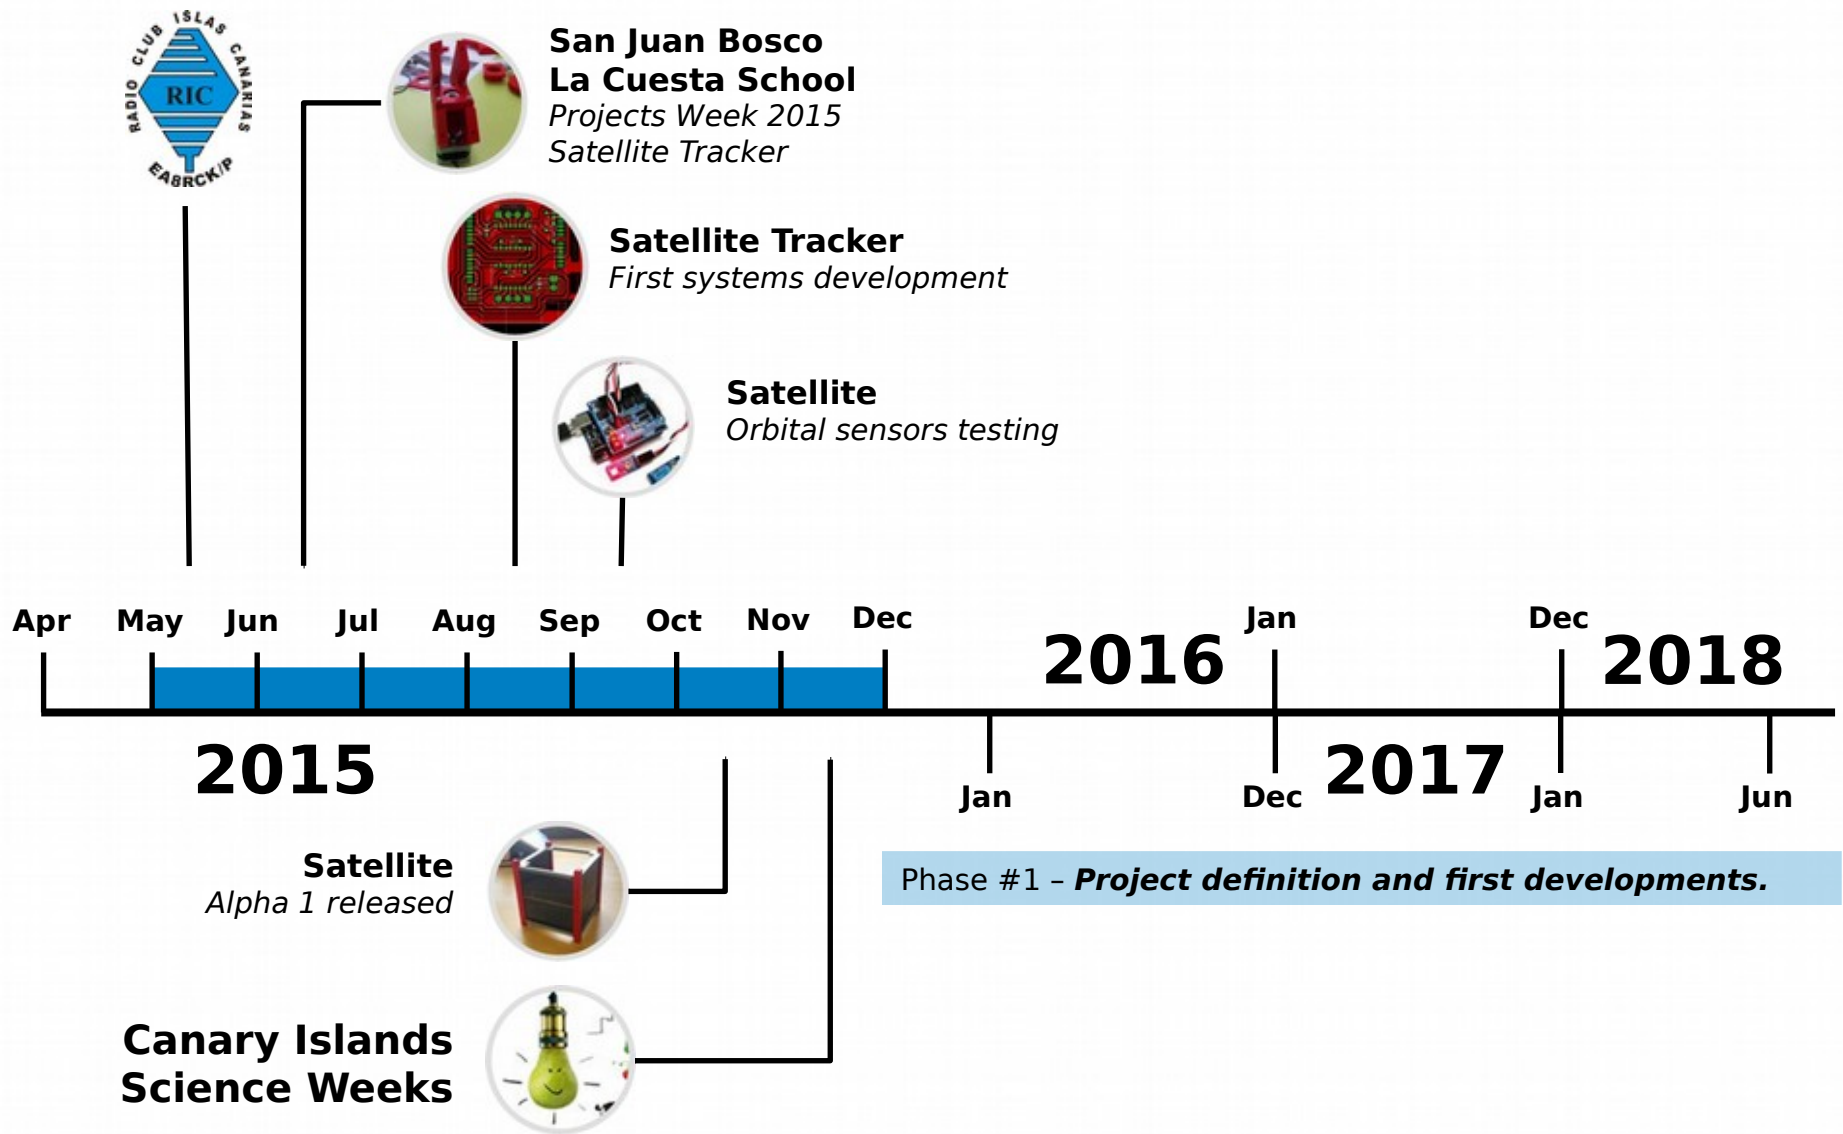 RADIO CLUB ISLAS CANARIAS
RIC
EA8RCK/P
San Juan Bosco
La Cuesta School
Projects Week 2015
Satellite Tracker
Satellite Tracker
First systems development
Satellite
Orbital sensors testing
Apr May Jun Jul Aug Sep Oct Nov Dec Jan Dec
2016 2018
2015 2017
Jan Dec Jan Jun
Satellite
Alpha 1 released
Phase #1 – Project definition and first developments.
Canary Islands
Science Weeks